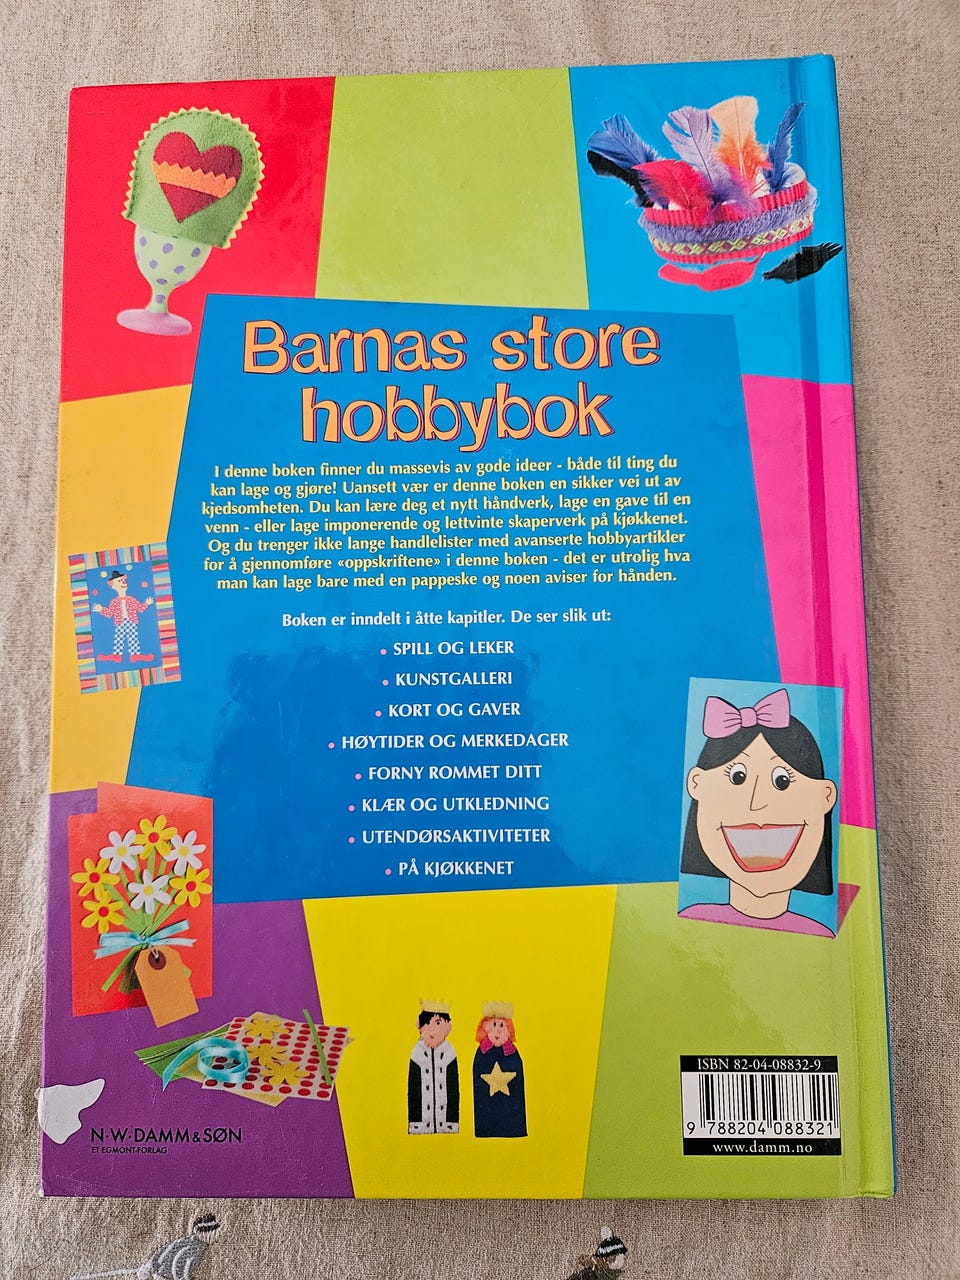 Barnas store
hobbybok
I denne boken finner du massevis av gode ideer - både til ting du
kan lage og gjøre! Uansett vær er denne boken en sikker vei ut av
kjedsomheten. Du kan lære deg et nytt håndverk, lage en gave til en
venn - eller lage imponerende og lettvinte skaperverk på kjøkkenet.
Og du trenger ikke lange handlelister med avanserte hobbyartikler
for å gjennomføre «oppskriftene» i denne boken - det er utrolig hva
man kan lage bare med en pappeske og noen aviser for hånden.
Boken er inndelt i åtte kapitler. De ser slik ut:
• SPILL OG LEKER
• KUNSTGALLERI
• KORT OG GAVER
• HØYTIDER OG MERKEDAGER
• FORNY ROMMET DITT
• KLÆR OG UTKLEDNING
• UTENDØRSAKTIVITETER
• PÅ KJØKKENET
N·W·DAMM & SØN
ET EGMONT-FORLAG
ISBN 82-04-08832-9
9 788204 088321
www.damm.no